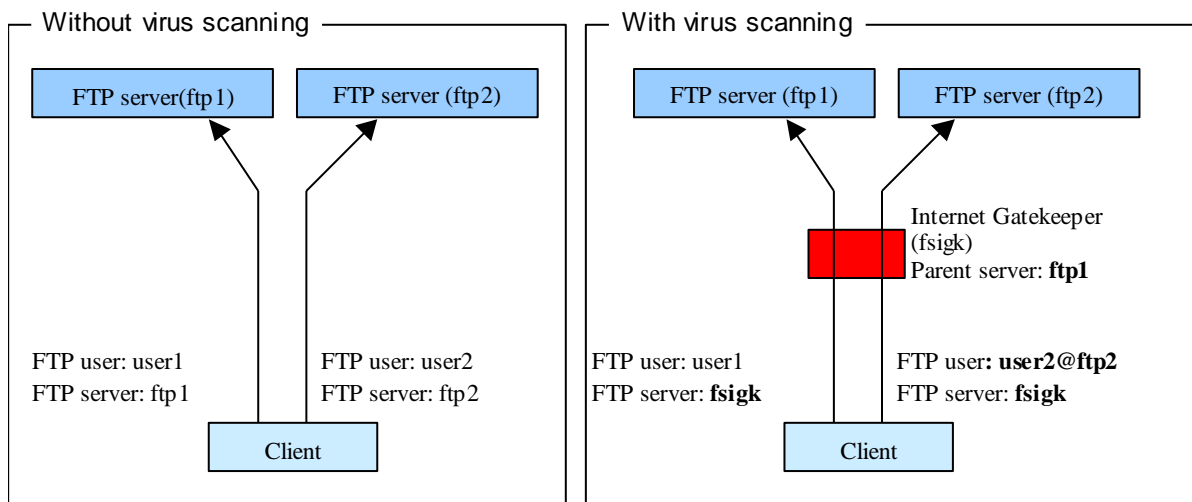 Without virus scanning
FTP server(ftp1)
FTP server (ftp2)
FTP user: user1
FTP server: ftp1
FTP user: user2
FTP server: ftp2
Client
With virus scanning
FTP server (ftp1)
FTP server (ftp2)
Internet Gatekeeper
(fsigk)
Parent server: ftp1
FTP user: user1
FTP server: fsigk
FTP user: user2@ftp2
FTP server: fsigk
Client